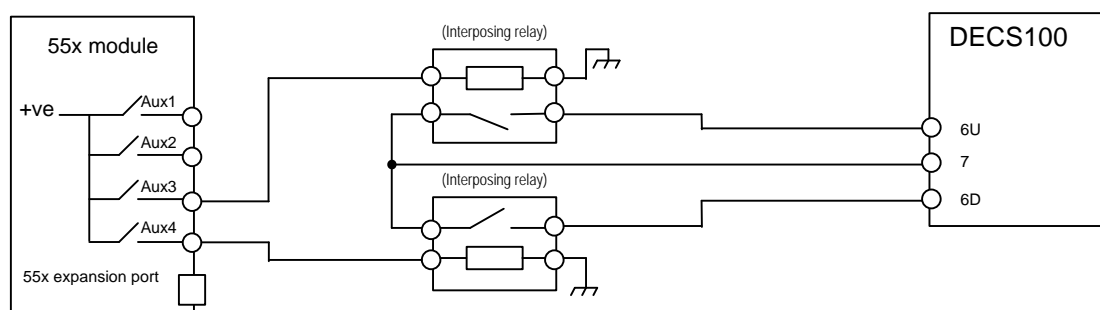 55x module
+ve
Aux1
Aux2
Aux3
Aux4
55x expansion port
(Interposing relay)
(Interposing relay)
DECS100
6U
7
6D